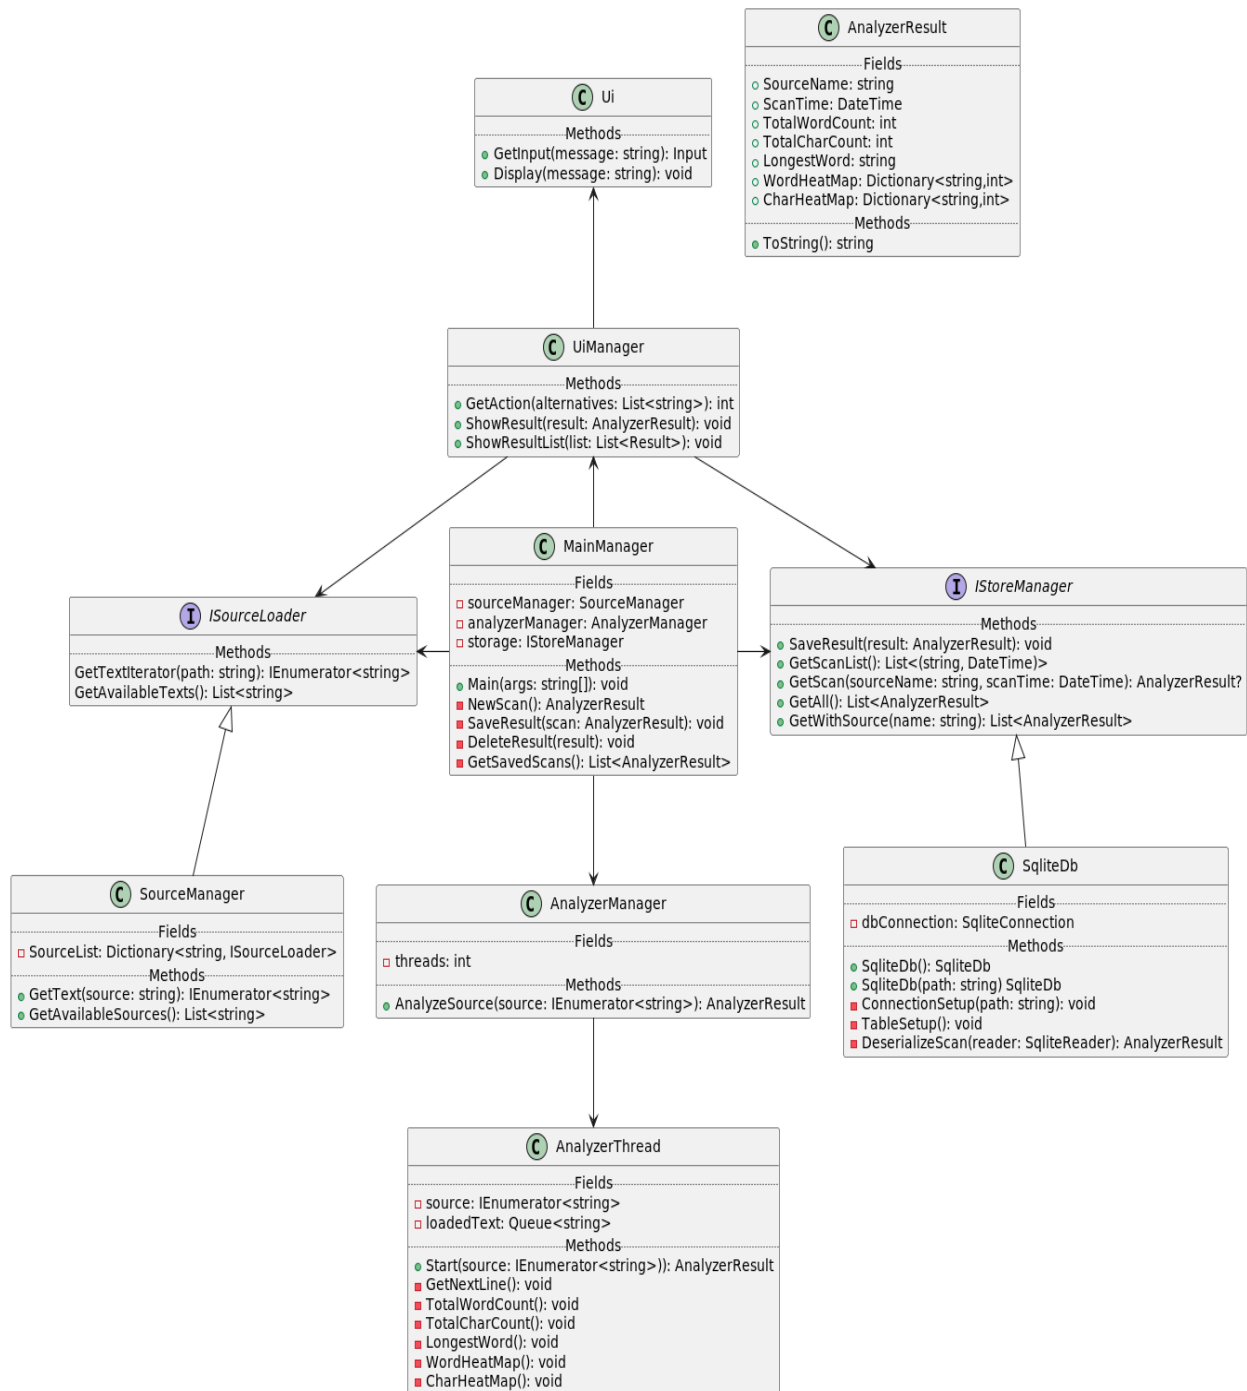 C AnalyzerResult
Fields
SourceName: string
ScanTime: DateTime
TotalWordCount: int
TotalCharCount: int
LongestWord: string
WordHeatMap: Dictionary<string,int>
CharHeatMap: Dictionary<string,int>
Methods
ToString(): string
C Ui
Methods
GetInput(message: string): Input
Display(message: string): void
C UiManager
Methods
GetAction(alternatives: List<string>): int
ShowResult(result: AnalyzerResult): void
ShowResultList(list: List<Result>): void
C MainManager
Fields
sourceManager: SourceManager
analyzerManager: AnalyzerManager
storage: IStoreManager
Methods
Main(args: string[]): void
NewScan(): AnalyzerResult
SaveResult(scan: AnalyzerResult): void
DeleteResult(result): void
GetSavedScans(): List<AnalyzerResult>
I ISourceLoader
Methods
GetTextIterator(path: string): IEnumerator<string>
GetAvailableTexts(): List<string>
I IStoreManager
Methods
SaveResult(result: AnalyzerResult): void
GetScanList(): List<(string, DateTime)>
GetScan(sourceName: string, scanTime: DateTime): AnalyzerResult?
GetAll(): List<AnalyzerResult>
GetWithSource(name: string): List<AnalyzerResult>
C SourceManager
Fields
SourceList: Dictionary<string, ISourceLoader>
Methods
GetText(source: string): IEnumerator<string>
GetAvailableSources(): List<string>
C AnalyzerManager
Fields
threads: int
Methods
AnalyzeSource(source: IEnumerator<string>): AnalyzerResult
C SqliteDb
Fields
dbConnection: SqliteConnection
Methods
SqliteDb(): SqliteDb
SqliteDb(path: string) SqliteDb
ConnectionSetup(path: string): void
TableSetup(): void
DeserializeScan(reader: SqliteReader): AnalyzerResult
C AnalyzerThread
Fields
source: IEnumerator<string>
loadedText: Queue<string>
Methods
Start(source: IEnumerator<string>)): AnalyzerResult
GetNextLine(): void
TotalWordCount(): void
TotalCharCount(): void
LongestWord(): void
WordHeatMap(): void
CharHeatMap(): void